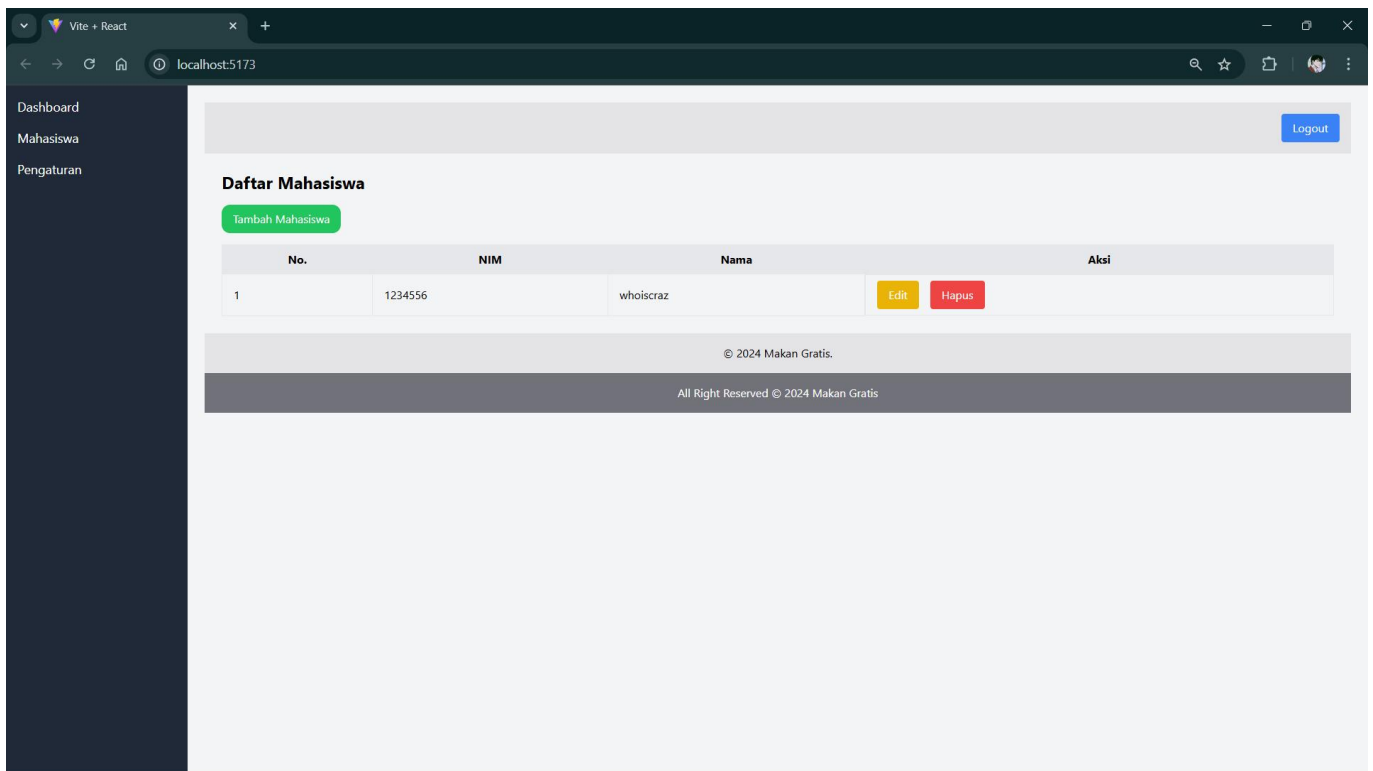 Vite + React
localhost:5173
Dashboard
Mahasiswa
Pengaturan
Logout
Daftar Mahasiswa
Tambah Mahasiswa
No. NIM Nama Aksi
1 1234556 whoiscraz Edit Hapus
© 2024 Makan Gratis.
All Right Reserved © 2024 Makan Gratis